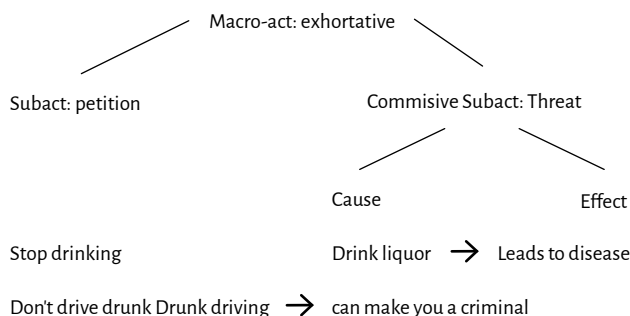 Macro-act: exhortative
Subact: petition
Commisive Subact: Threat
Cause
Effect
Stop drinking
Drink liquor → Leads to disease
Don't drive drunk Drunk driving → can make you a criminal